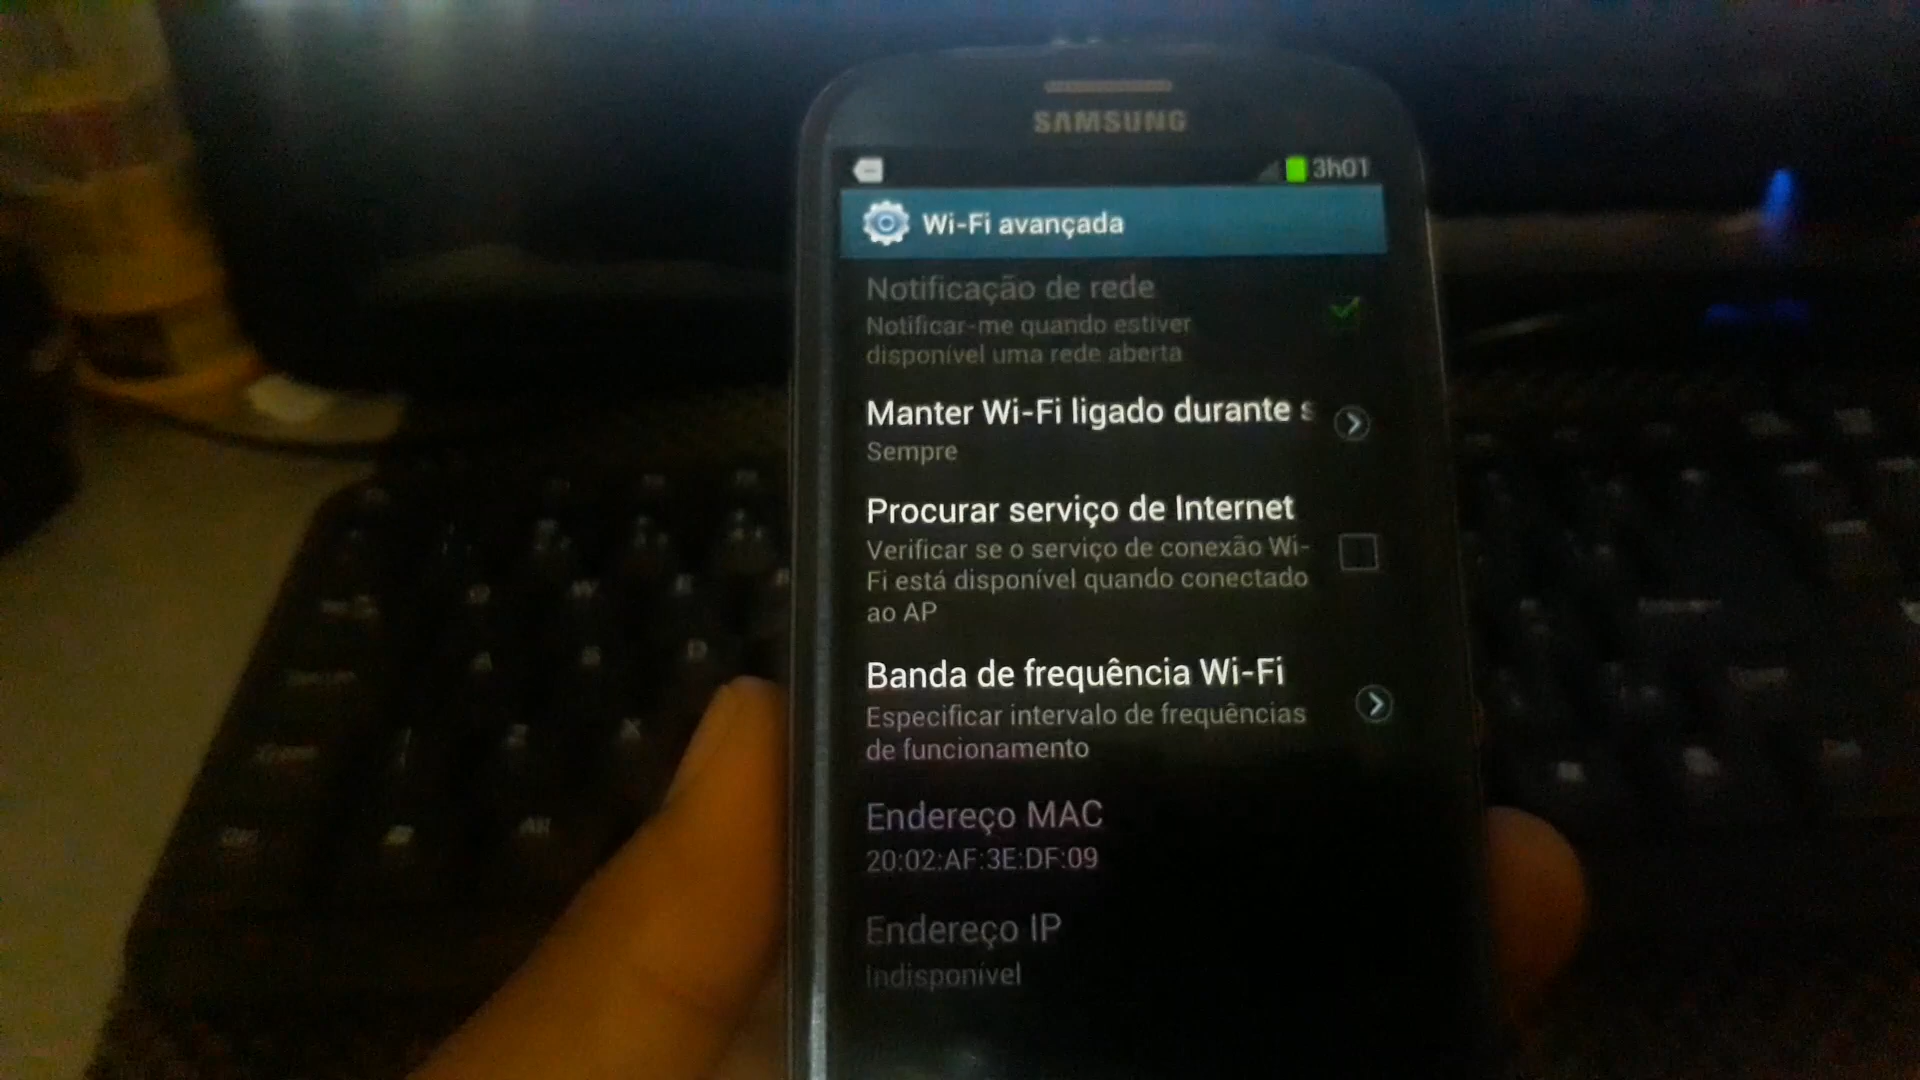 SAMSUNG
3h01
Wi-Fi avançada
Notificação de rede
Notificar-me quando estiver
disponível uma rede aberta
Manter Wi-Fi ligado durante s
Sempre
Procurar serviço de Internet
Verificar se o serviço de conexão Wi-
Fi está disponível quando conectado
ao AP
Banda de frequência Wi-Fi
Especificar intervalo de frequências
de funcionamento
Endereço MAC
20:02:AF:3E:DF:09
Endereço IP
Indisponível
W
E
A
S
D
X
Alt